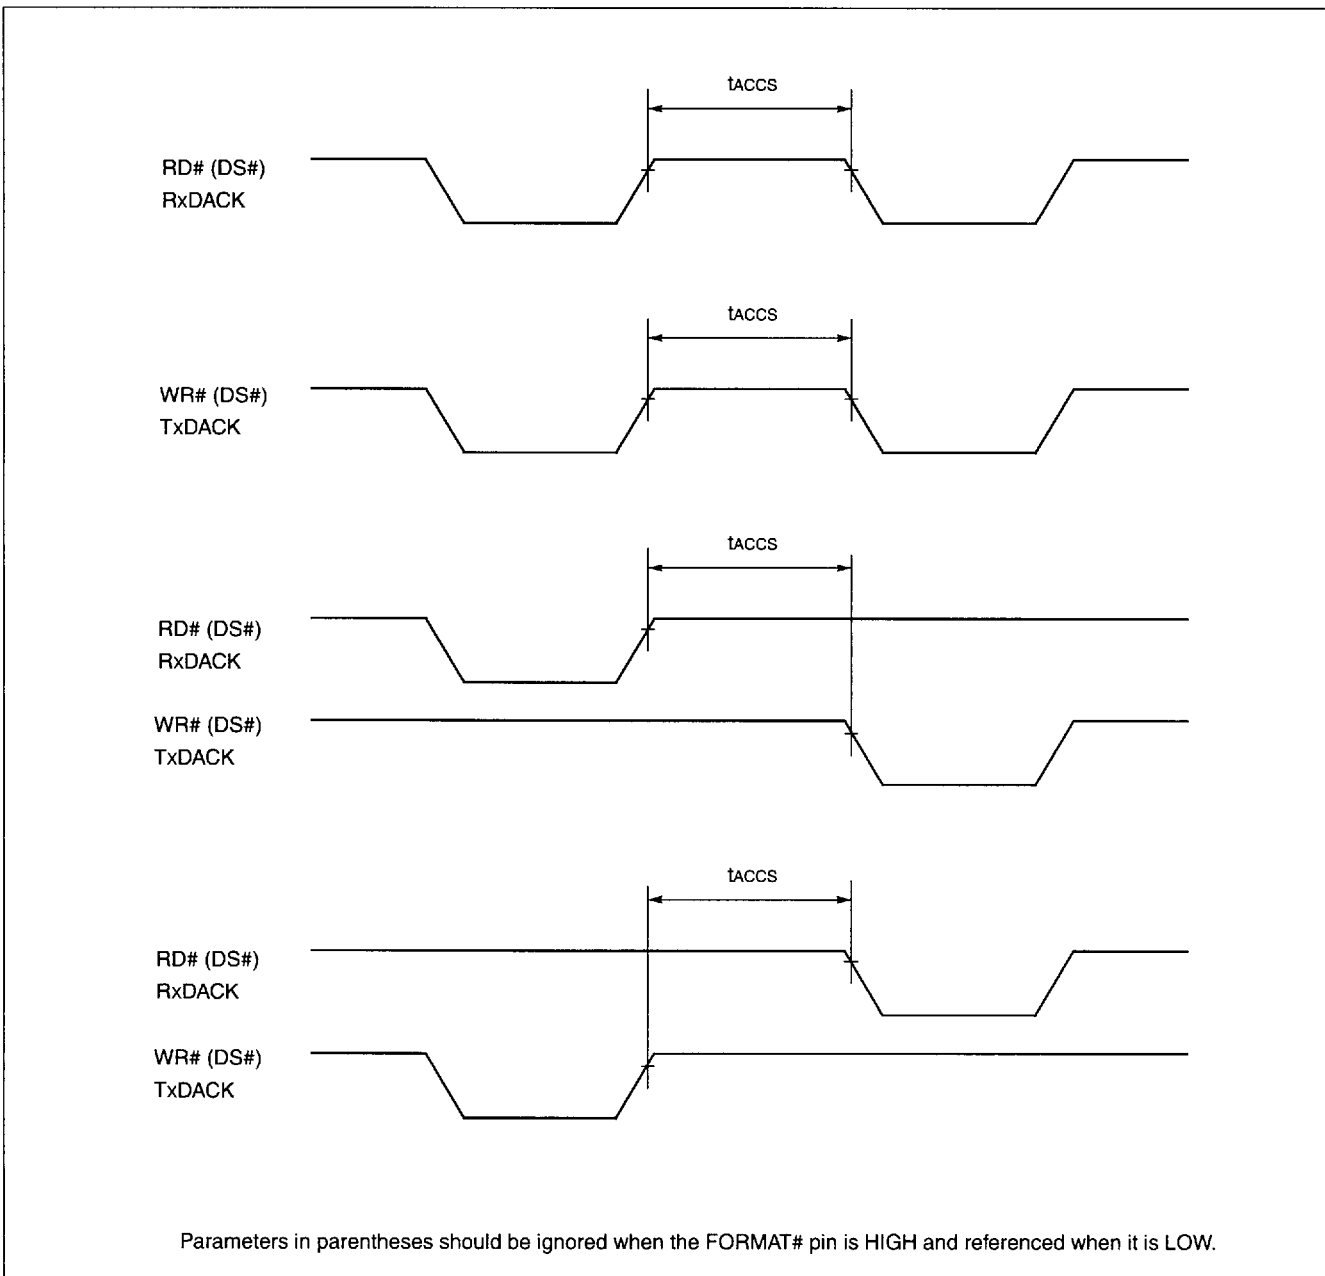 tACCS
RD# (DS#)
RxDACK
tACCS
WR# (DS#)
TxDACK
tACCS
RD# (DS#)
RxDACK
WR# (DS#)
TxDACK
tACCS
RD# (DS#)
RxDACK
WR# (DS#)
TxDACK
Parameters in parentheses should be ignored when the FORMAT# pin is HIGH and referenced when it is LOW.